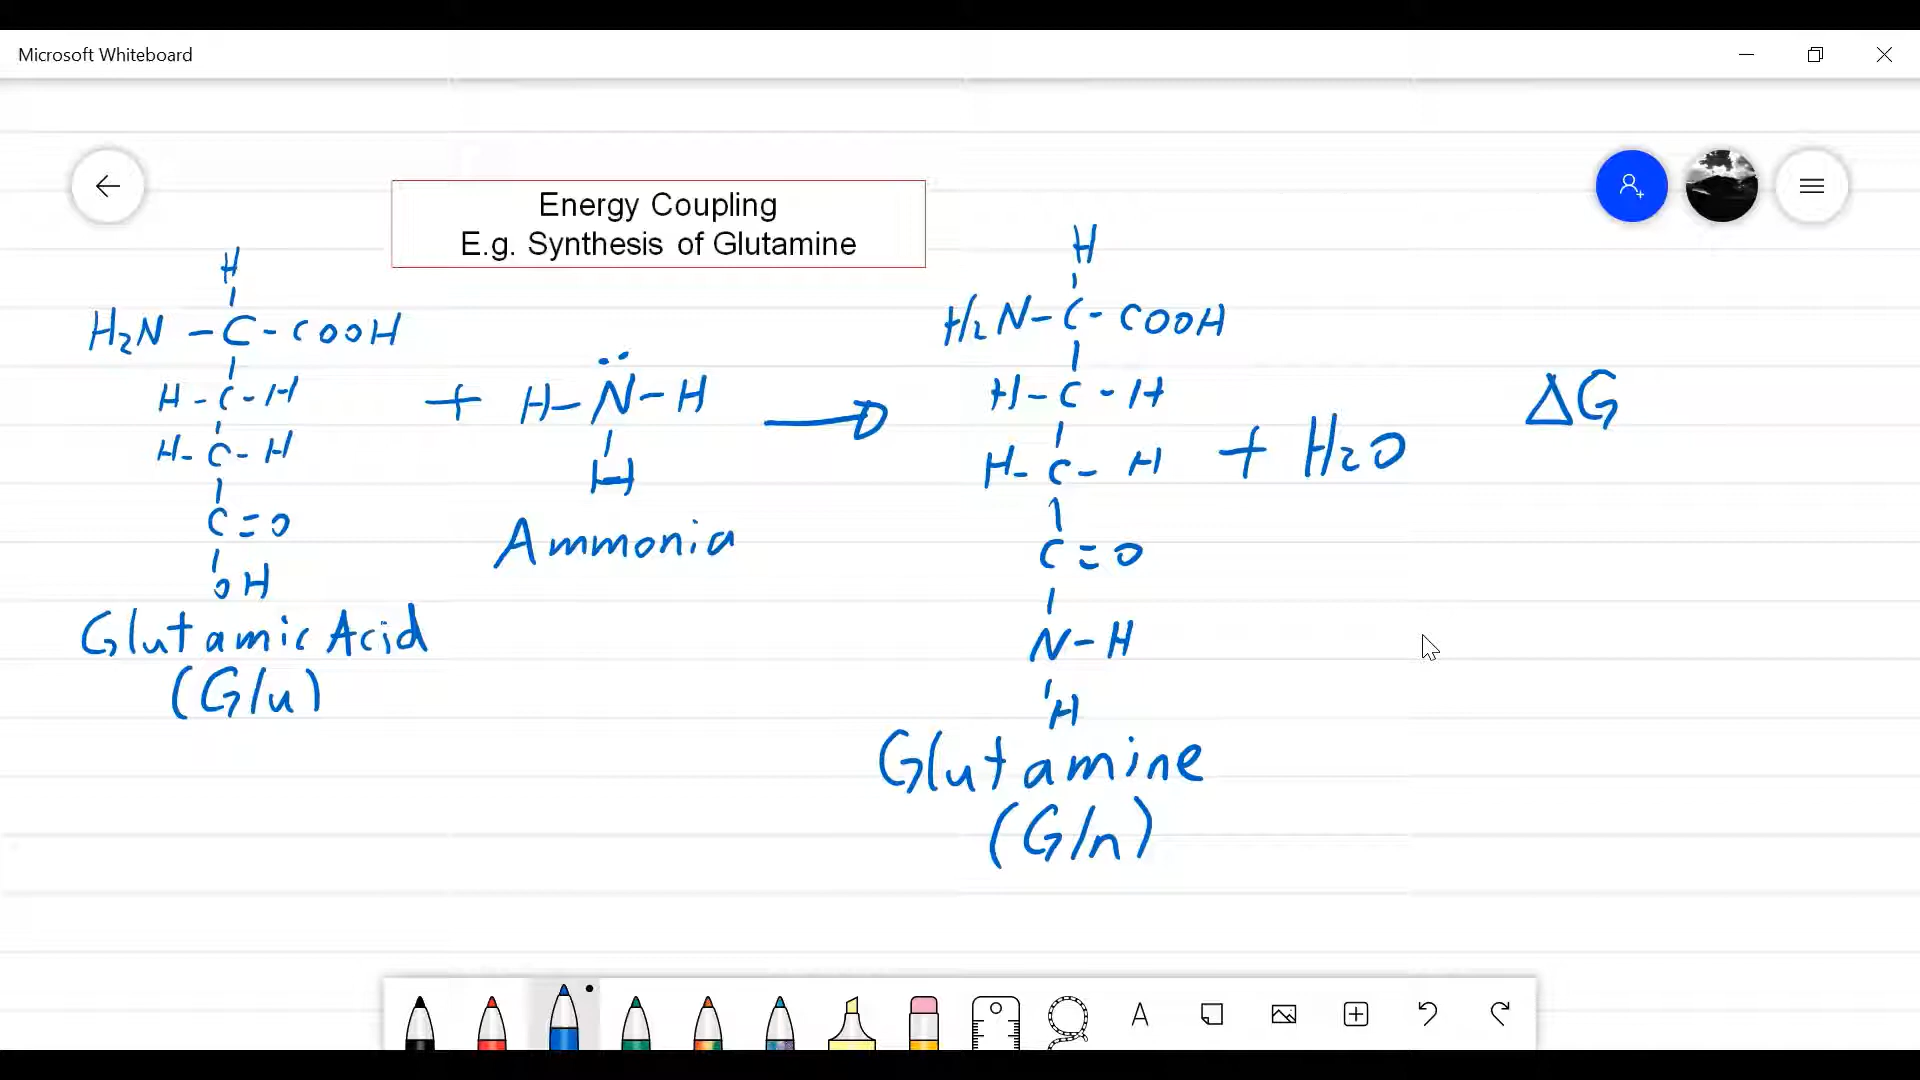 Microsoft Whiteboard
Energy Coupling
E.g. Synthesis of Glutamine
H
H2N - C - COOH
H - C - H
H - C - H
C = O
OH
Glutamic Acid
(Glu)
+
H - N - H
H
Ammonia
H
H2N - C - COOH
H - C - H
H - C - H
C = O
N - H
H
Glutamine
(Gln)
+ H2O
ΔG
A